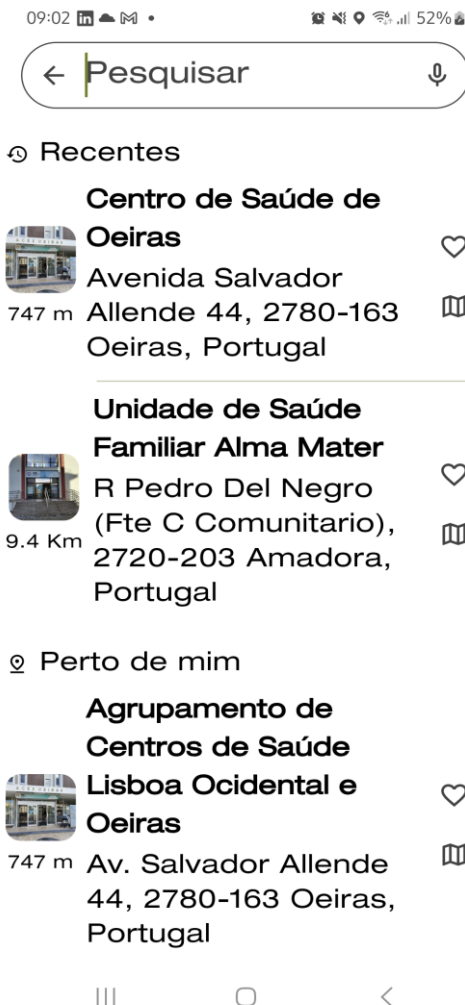 09:02
52%
Pesquisar
Recentes
Centro de Saúde de
Oeiras
Avenida Salvador
747 m
Allende 44, 2780-163
Oeiras, Portugal
Unidade de Saúde
Familiar Alma Mater
R Pedro Del Negro
(Fte C Comunitario),
9.4 Km
2720-203 Amadora,
Portugal
Perto de mim
Agrupamento de
Centros de Saúde
Lisboa Ocidental e
Oeiras
747 m
Av. Salvador Allende
44, 2780-163 Oeiras,
Portugal